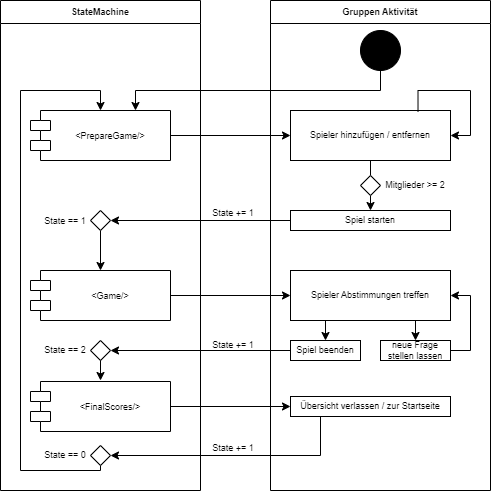 StateMachine
Gruppen Aktivität
<PrepareGame/>
Spieler hinzufügen / entfernen
Mitglieder >= 2
State == 1
State += 1
Spiel starten
<Game/>
Spieler Abstimmungen treffen
State == 2
State += 1
Spiel beenden
neue Frage
stellen lassen
<FinalScores/>
Übersicht verlassen / zur Startseite
State == 0
State += 1